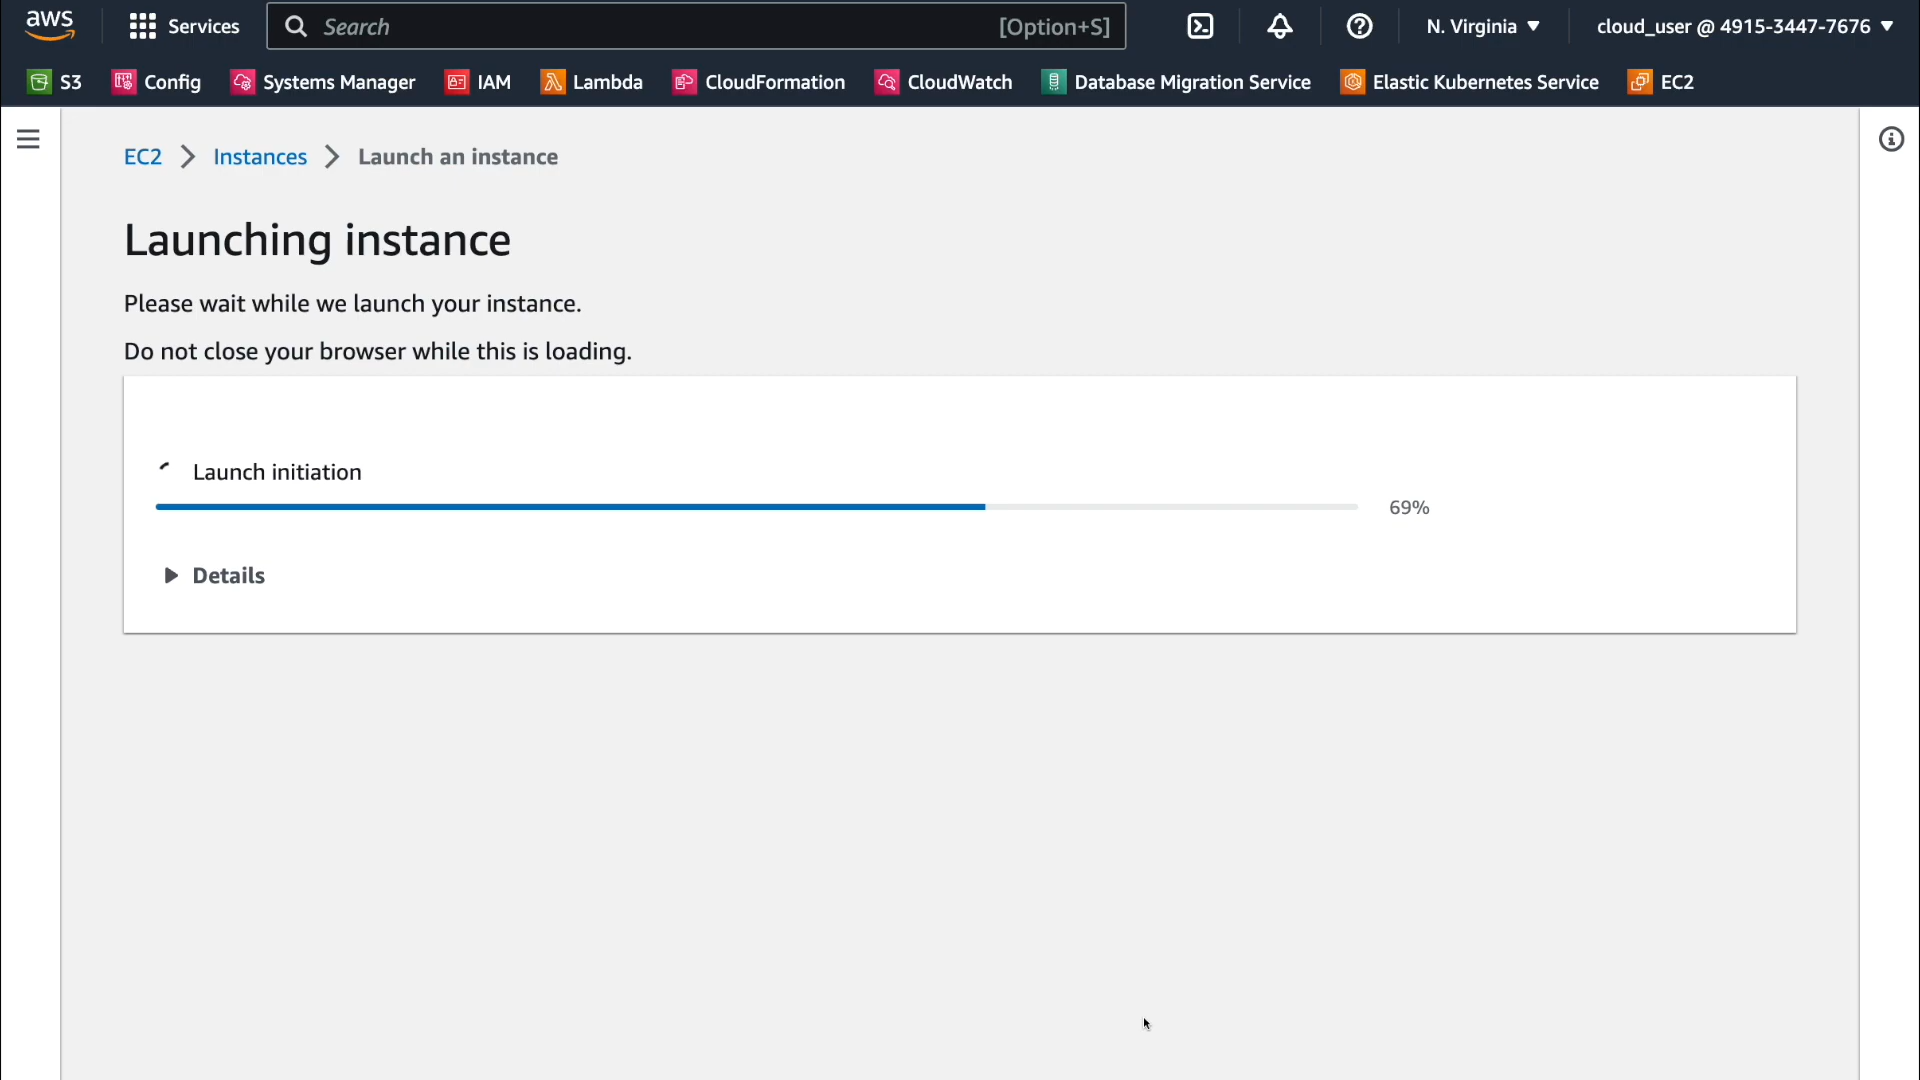 aws
Services
Search
[Option+S]
N. Virginia
cloud_user @ 4915-3447-7676
S3
Config
Systems Manager
IAM
Lambda
CloudFormation
CloudWatch
Database Migration Service
Elastic Kubernetes Service
EC2
EC2
Instances
Launch an instance
Launching instance
Please wait while we launch your instance.
Do not close your browser while this is loading.
Launch initiation
69%
Details